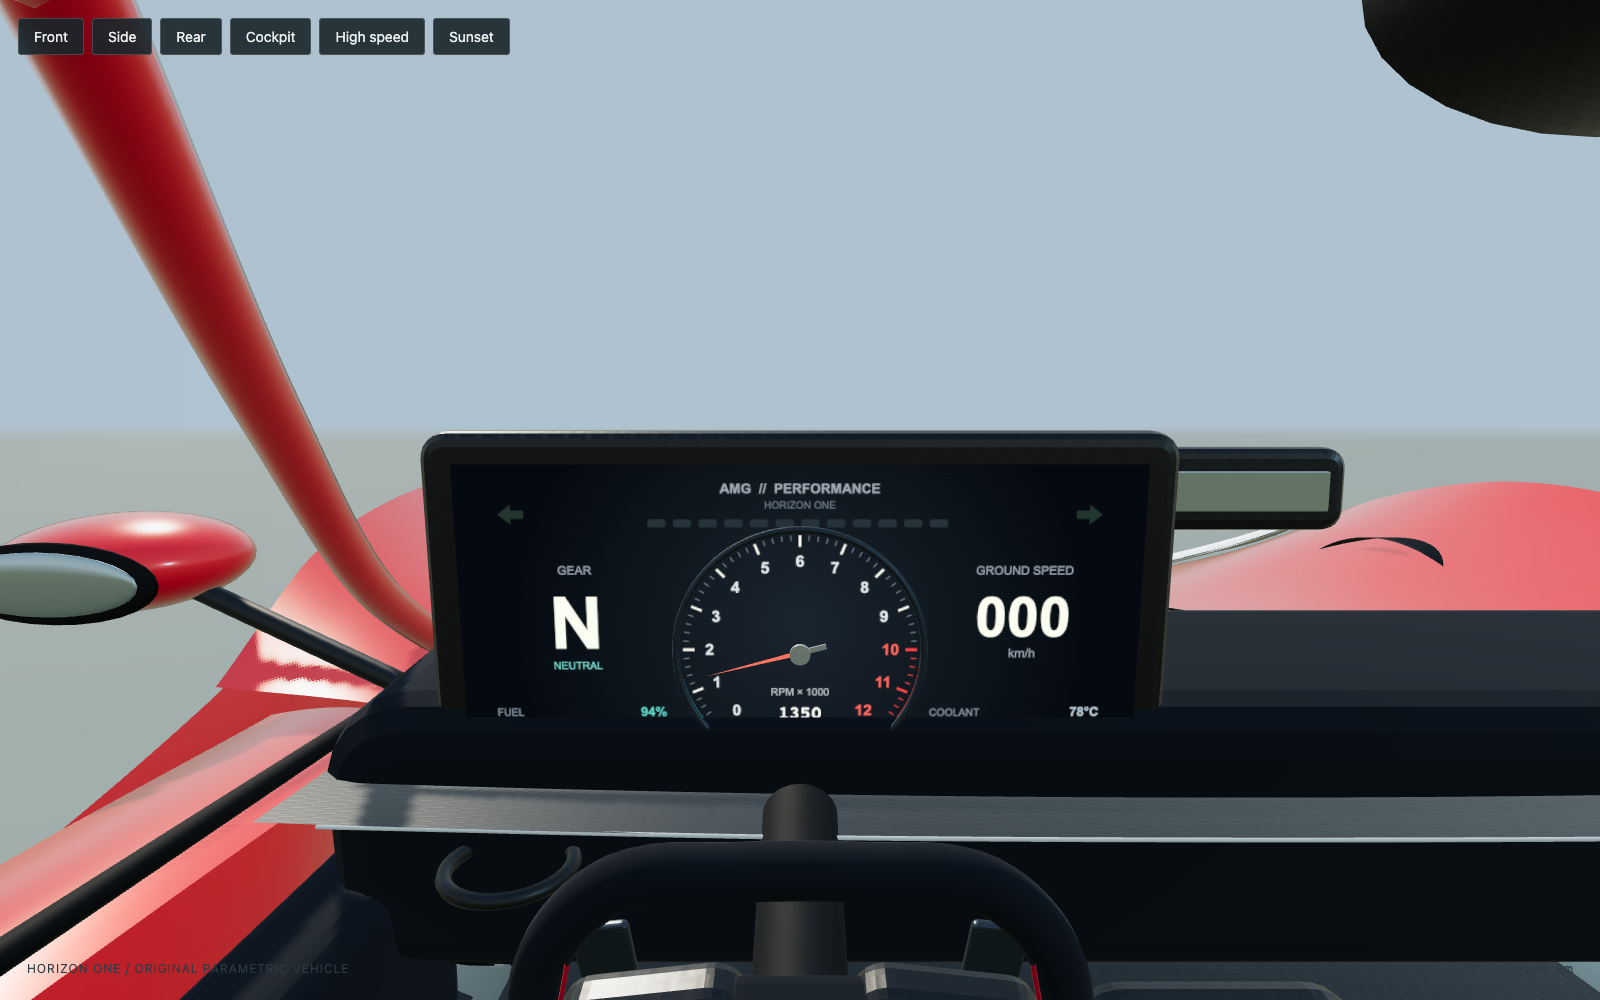 Front Side Rear Cockpit High speed Sunset
AMG // PERFORMANCE
HORIZON ONE
GEAR
N
NEUTRAL
0 1 2 3 4 5 6 7 8 9 10 11 12
RPM × 1000
1350
GROUND SPEED
000
km/h
FUEL 94%
COOLANT 78°C
HORIZON ONE / ORIGINAL PARAMETRIC VEHICLE